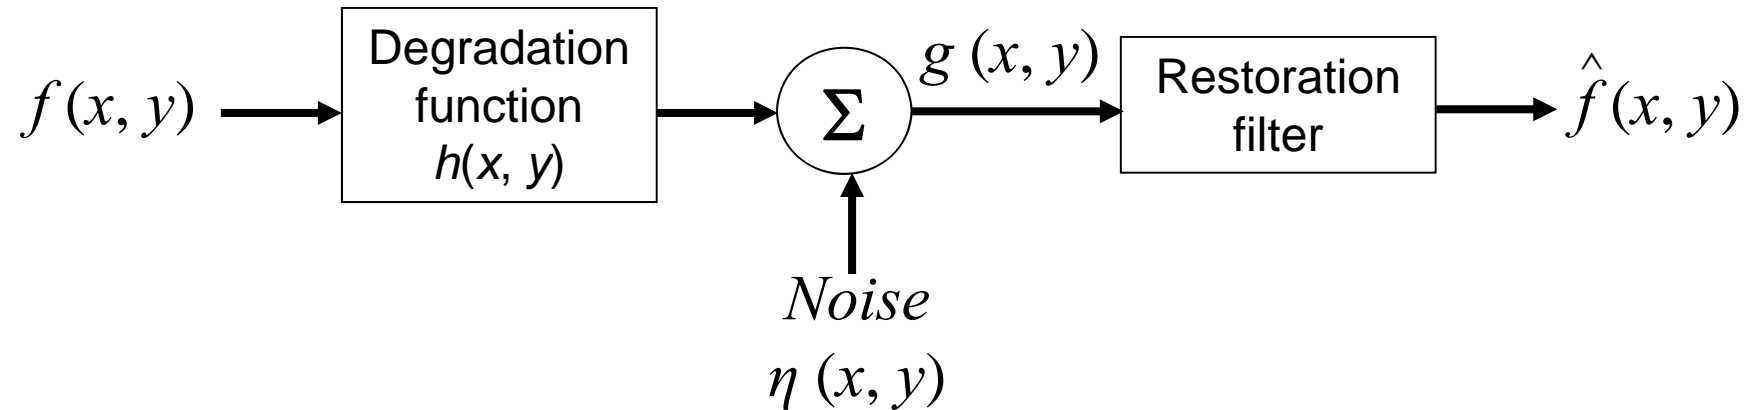 f (x, y)
Degradation
function
h(x, y)
Σ
g (x, y)
Restoration
filter
f̂ (x, y)
Noise
η (x, y)